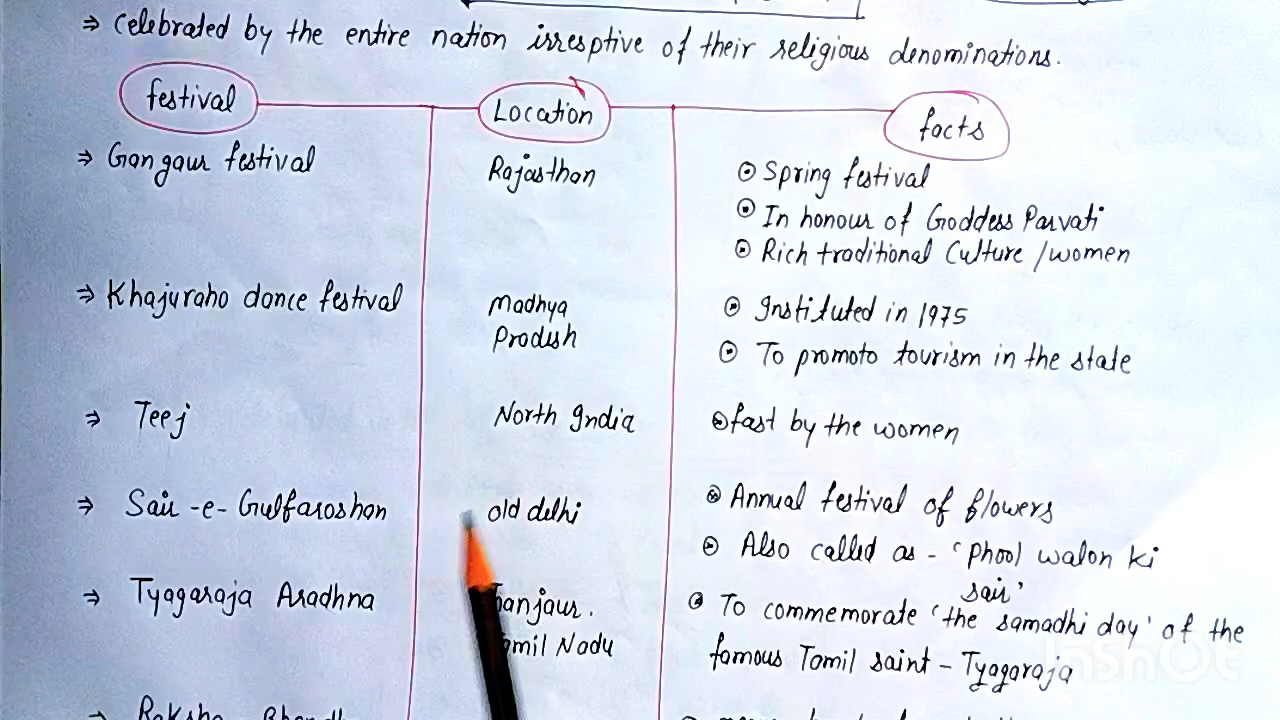 ⇒ Celebrated by the entire nation irresptive of their religious denominations.
festival Location facts
⇒ Gangaur festival Rajasthan ⊙ Spring festival
⊙ In honour of Goddess Parvati
⊙ Rich traditional Culture / women
⇒ Khajuraho dance festival Madhya ⊙ Instituted in 1975
Pradesh ⊙ To promoto tourism in the state
⇒ Teej North India ⊙ fast by the women
⇒ Sair -e- Gulfaroshan old delhi ⊙ Annual festival of flowers
⊙ Also called as - 'Phool walon ki
sair'
⇒ Tyagaraja Aradhna Tanjaur. ⊙ To commemorate 'the samadhi day' of the
Tamil Nadu famous Tamil saint - Tyagaraja
InShOt
⇒ Raksha